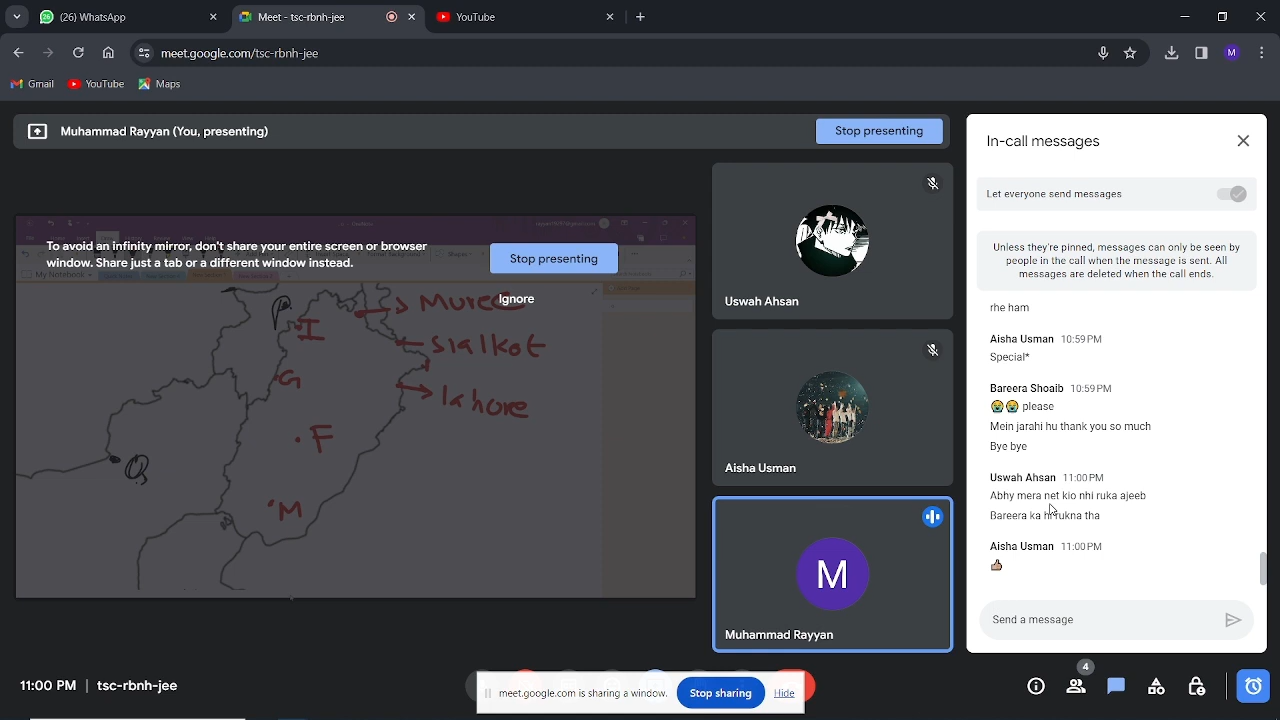 (26) WhatsApp
Meet - tsc-rbnh-jee
YouTube
meet.google.com/tsc-rbnh-jee
M
Gmail
YouTube
Maps
Muhammad Rayyan (You, presenting)
Stop presenting
To avoid an infinity mirror, don't share your entire screen or browser
window. Share just a tab or a different window instead.
Stop presenting
Ignore
My Notebook
P
I
Muree
G
sialkot
lahore
F
Q
M
Uswah Ahsan
Aisha Usman
M
Muhammad Rayyan
In-call messages
Let everyone send messages
Unless they're pinned, messages can only be seen by
people in the call when the message is sent. All
messages are deleted when the call ends.
rhe ham
Aisha Usman 10:59 PM
Special*
Bareera Shoaib 10:59 PM
😭😭 please
Mein jarahi hu thank you so much
Bye bye
Uswah Ahsan 11:00 PM
Abhy mera net kio nhi ruka ajeeb
Bareera ka hi rukna tha
Aisha Usman 11:00 PM
👍
Send a message
11:00 PM | tsc-rbnh-jee
meet.google.com is sharing a window.
Stop sharing
Hide
4